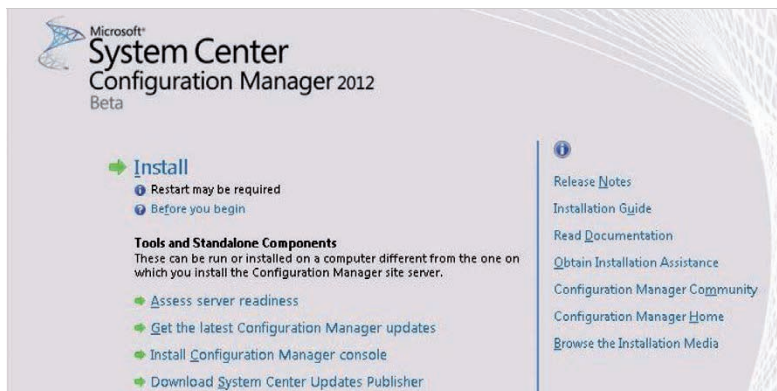 Microsoft®
System Center
Configuration Manager 2012
Beta
Install
Restart may be required
Before you begin
Tools and Standalone Components
These can be run or installed on a computer different from the one on
which you install the Configuration Manager site server.
Assess server readiness
Get the latest Configuration Manager updates
Install Configuration Manager console
Download System Center Updates Publisher
Release Notes
Installation Guide
Read Documentation
Obtain Installation Assistance
Configuration Manager Community
Configuration Manager Home
Browse the Installation Media